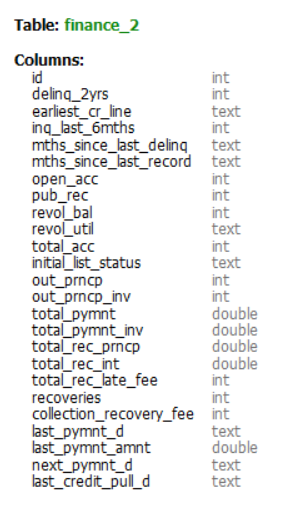 Table: finance_2
Columns:
id int
delinq_2yrs int
earliest_cr_line text
inq_last_6mths int
mths_since_last_delinq text
mths_since_last_record text
open_acc int
pub_rec int
revol_bal int
revol_util text
total_acc int
initial_list_status text
out_prncp int
out_prncp_inv int
total_pymnt double
total_pymnt_inv double
total_rec_prncp double
total_rec_int double
total_rec_late_fee int
recoveries int
collection_recovery_fee int
last_pymnt_d text
last_pymnt_amnt double
next_pymnt_d text
last_credit_pull_d text